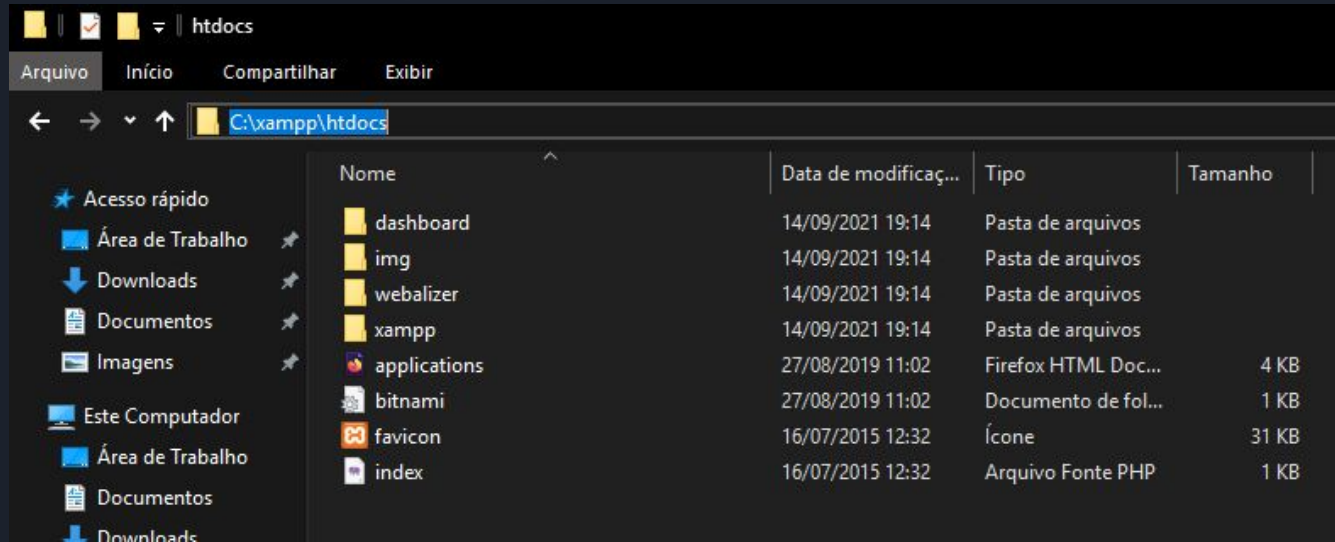 htdocs
Arquivo Início Compartilhar Exibir
C:\xampp\htdocs
Nome Data de modificaç... Tipo Tamanho
Acesso rápido
Área de Trabalho
Downloads
Documentos
Imagens
Este Computador
Área de Trabalho
Documentos
Downloads
dashboard 14/09/2021 19:14 Pasta de arquivos
img 14/09/2021 19:14 Pasta de arquivos
webalizer 14/09/2021 19:14 Pasta de arquivos
xampp 14/09/2021 19:14 Pasta de arquivos
applications 27/08/2019 11:02 Firefox HTML Doc... 4 KB
bitnami 27/08/2019 11:02 Documento de fol... 1 KB
favicon 16/07/2015 12:32 Ícone 31 KB
index 16/07/2015 12:32 Arquivo Fonte PHP 1 KB